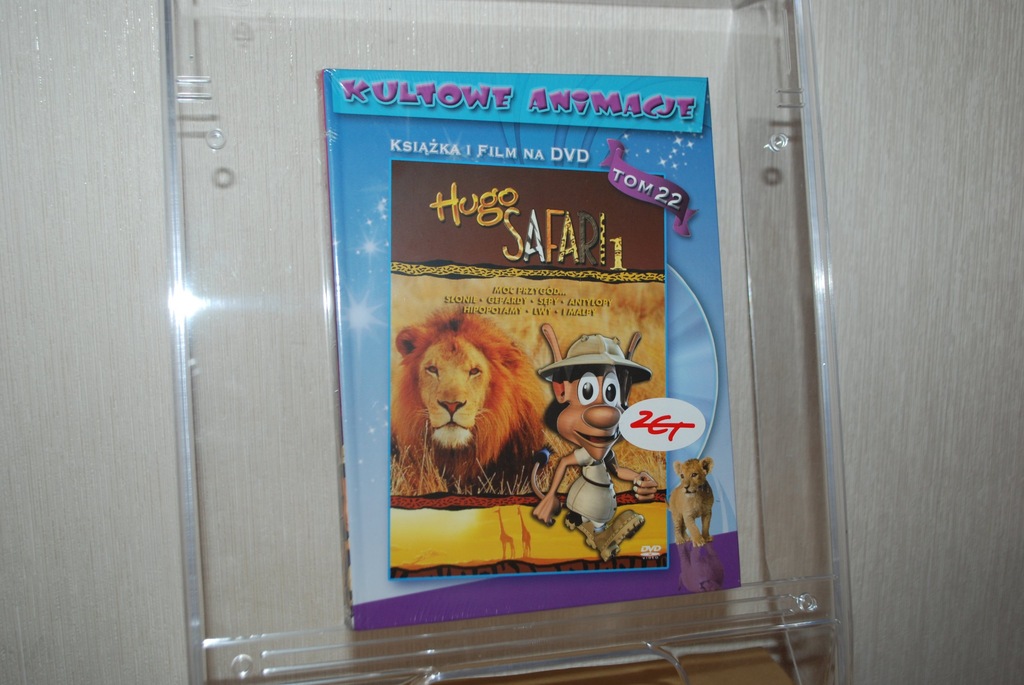 KULTOWE ANIMACJE
KSIĄŻKA I FILM NA DVD
TOM 22
Hugo
SAFARI 1
MOC PRZYGÓD...
SŁONIE • GEPARDY • SĘPY • ANTYLOPY
HIPOPOTAMY • LWY • I MAŁPY
ZET
DVD
VIDEO